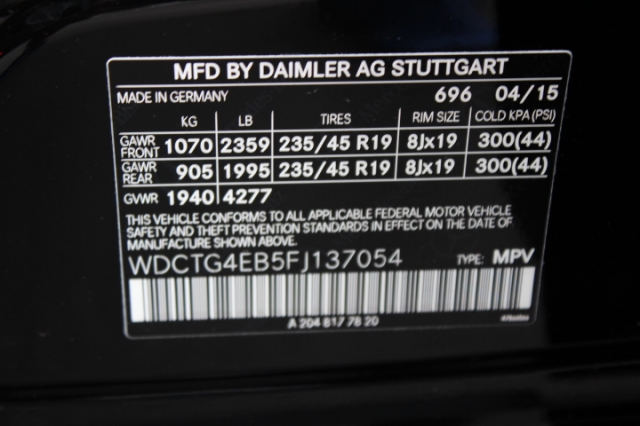 MFD BY DAIMLER AG STUTTGART
MADE IN GERMANY 696 04/15
KG LB TIRES RIM SIZE COLD KPA (PSI)
GAWR FRONT 1070 2359 235/45 R19 8Jx19 300(44)
GAWR REAR 905 1995 235/45 R19 8Jx19 300(44)
GVWR 1940 4277
THIS VEHICLE CONFORMS TO ALL APPLICABLE FEDERAL MOTOR VEHICLE
SAFETY AND THEFT PREVENTION STANDARDS IN EFFECT ON THE
DATE OF MANUFACTURE SHOWN ABOVE.
WDCTG4EB5FJ137054 TYPE: MPV
A 204 817 78 20